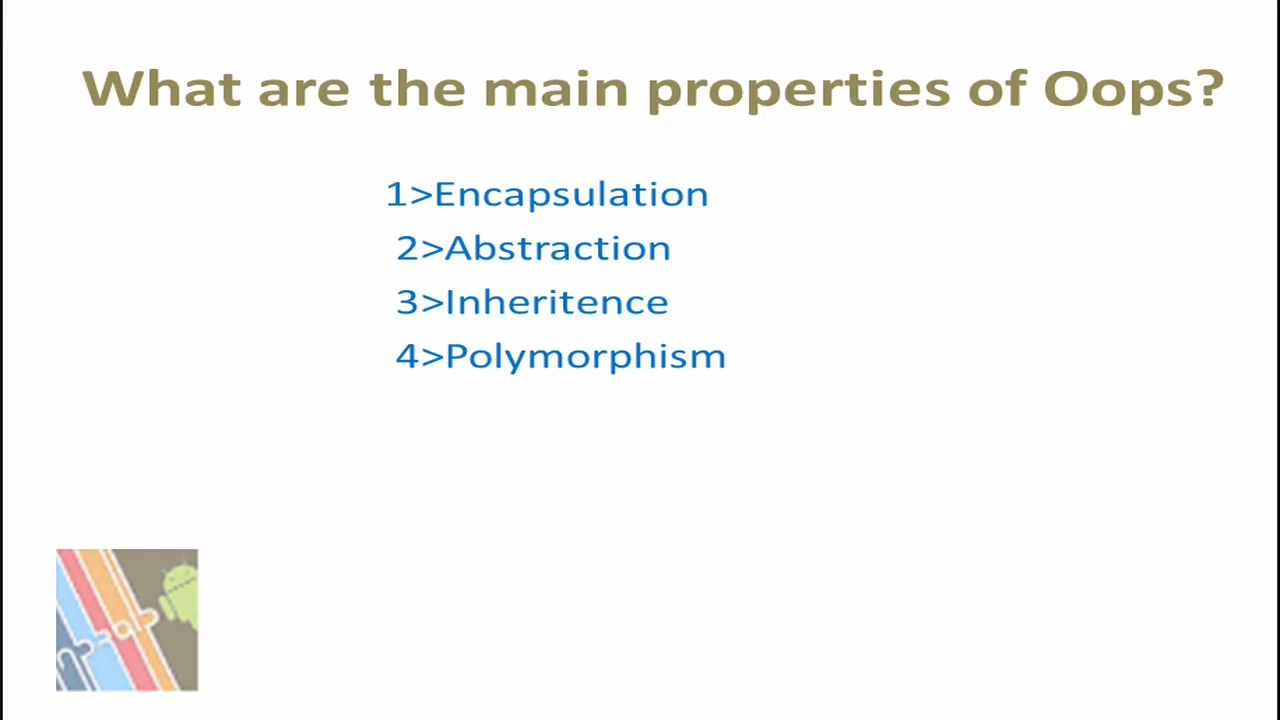 What are the main properties of Oops?
1>Encapsulation
2>Abstraction
3>Inheritence
4>Polymorphism